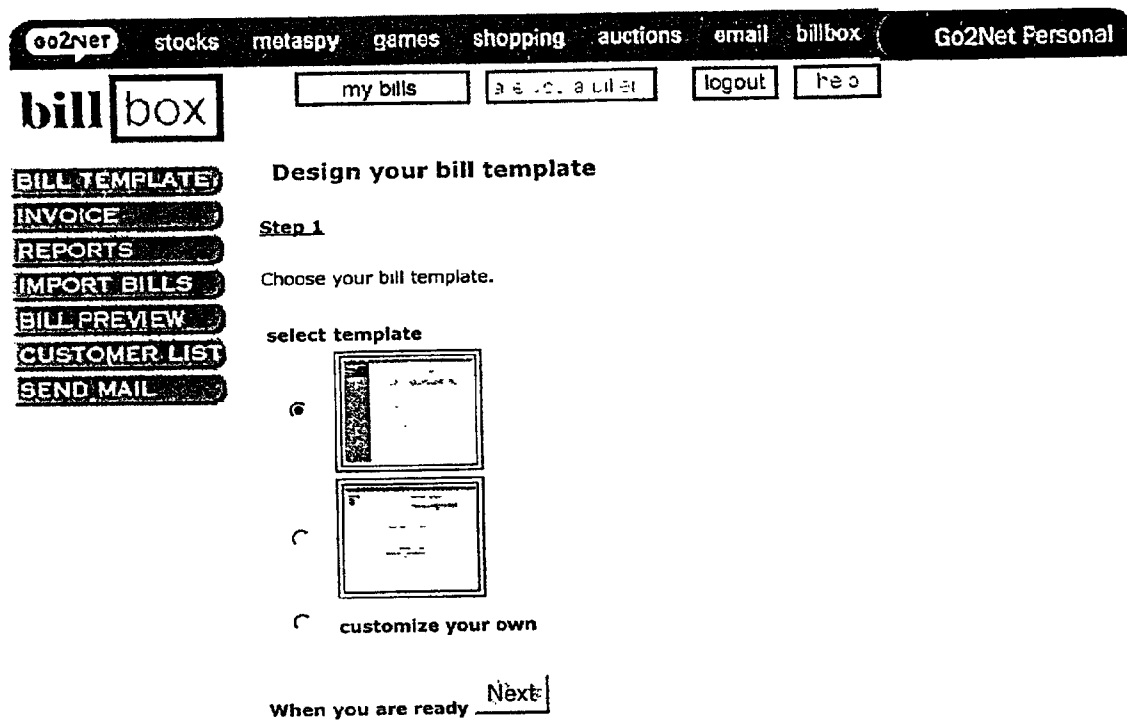 Go2Net stocks metaspy games shopping auctions email billbox Go2Net Personal
my bills logout help
bill box
BILL TEMPLATE
INVOICE
REPORTS
IMPORT BILLS
BILL PREVIEW
CUSTOMER LIST
SEND MAIL
Design your bill template
Step 1
Choose your bill template.
select template
customize your own
When you are ready Next